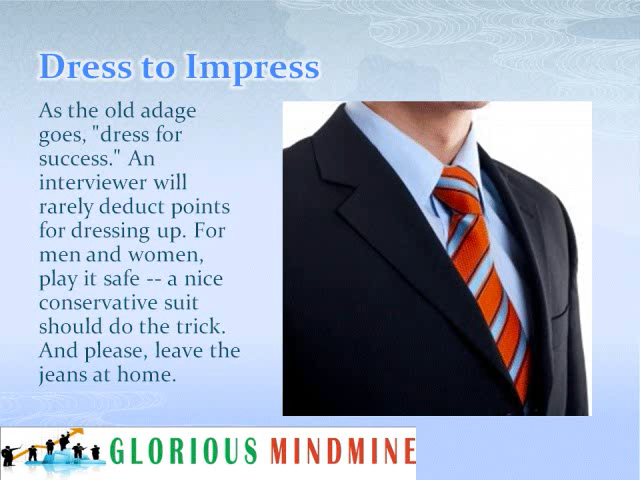 Dress to Impress
As the old adage
goes, "dress for
success." An
interviewer will
rarely deduct points
for dressing up. For
men and women,
play it safe -- a nice
conservative suit
should do the trick.
And please, leave the
jeans at home.
GLORIOUS MINDMINE